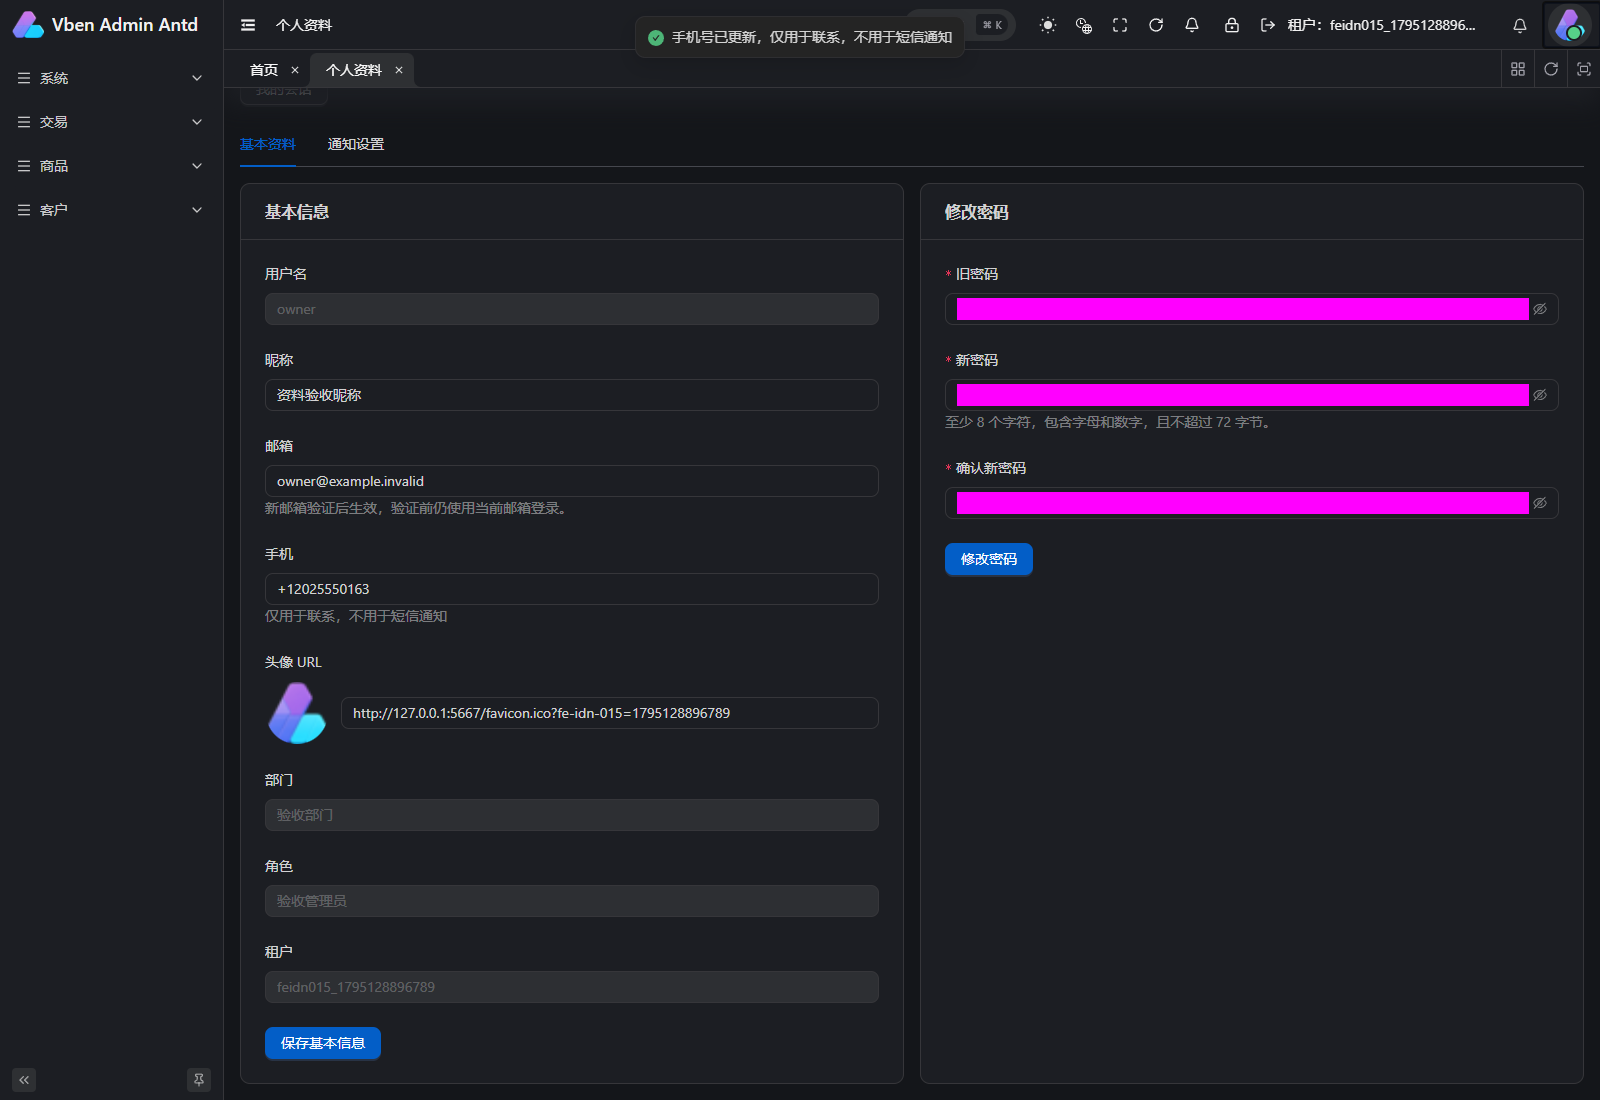 Vben Admin Antd
个人资料
手机号已更新，仅用于联系，不用于短信通知
⌘ K
租户：feidn015_1795128896...
系统
交易
商品
客户
首页
个人资料
我的会话
基本资料
通知设置
基本信息
用户名
owner
昵称
资料验收昵称
邮箱
owner@example.invalid
新邮箱验证后生效，验证前仍使用当前邮箱登录。
手机
+12025550163
仅用于联系，不用于短信通知
头像 URL
http://127.0.0.1:5667/favicon.ico?fe-idn-015=1795128896789
部门
验收部门
角色
验收管理员
租户
feidn015_1795128896789
保存基本信息
修改密码
* 旧密码
* 新密码
至少 8 个字符，包含字母和数字，且不超过 72 字节。
* 确认新密码
修改密码